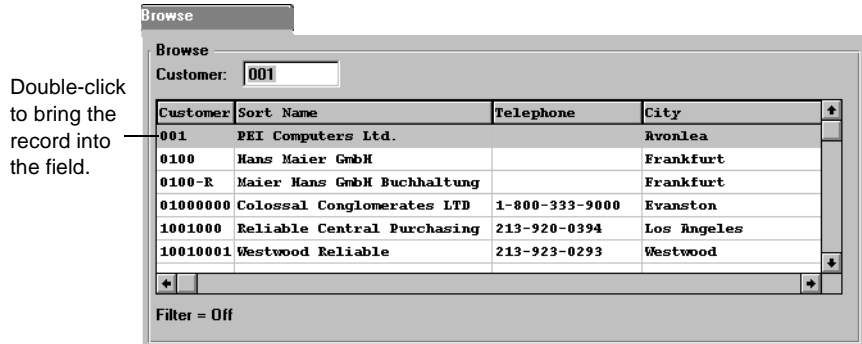 Browse
Browse
Customer: 001
Double-click
to bring the
record into
the field.
Customer Sort Name Telephone City
001 PEI Computers Ltd. Avonlea
0100 Hans Maier GmbH Frankfurt
0100-R Maier Hans GmbH Buchhaltung Frankfurt
01000000 Colossal Conglomerates LTD 1-800-333-9000 Evanston
1001000 Reliable Central Purchasing 213-920-0394 Los Angeles
10010001 Westwood Reliable 213-923-0293 Westwood
Filter = Off